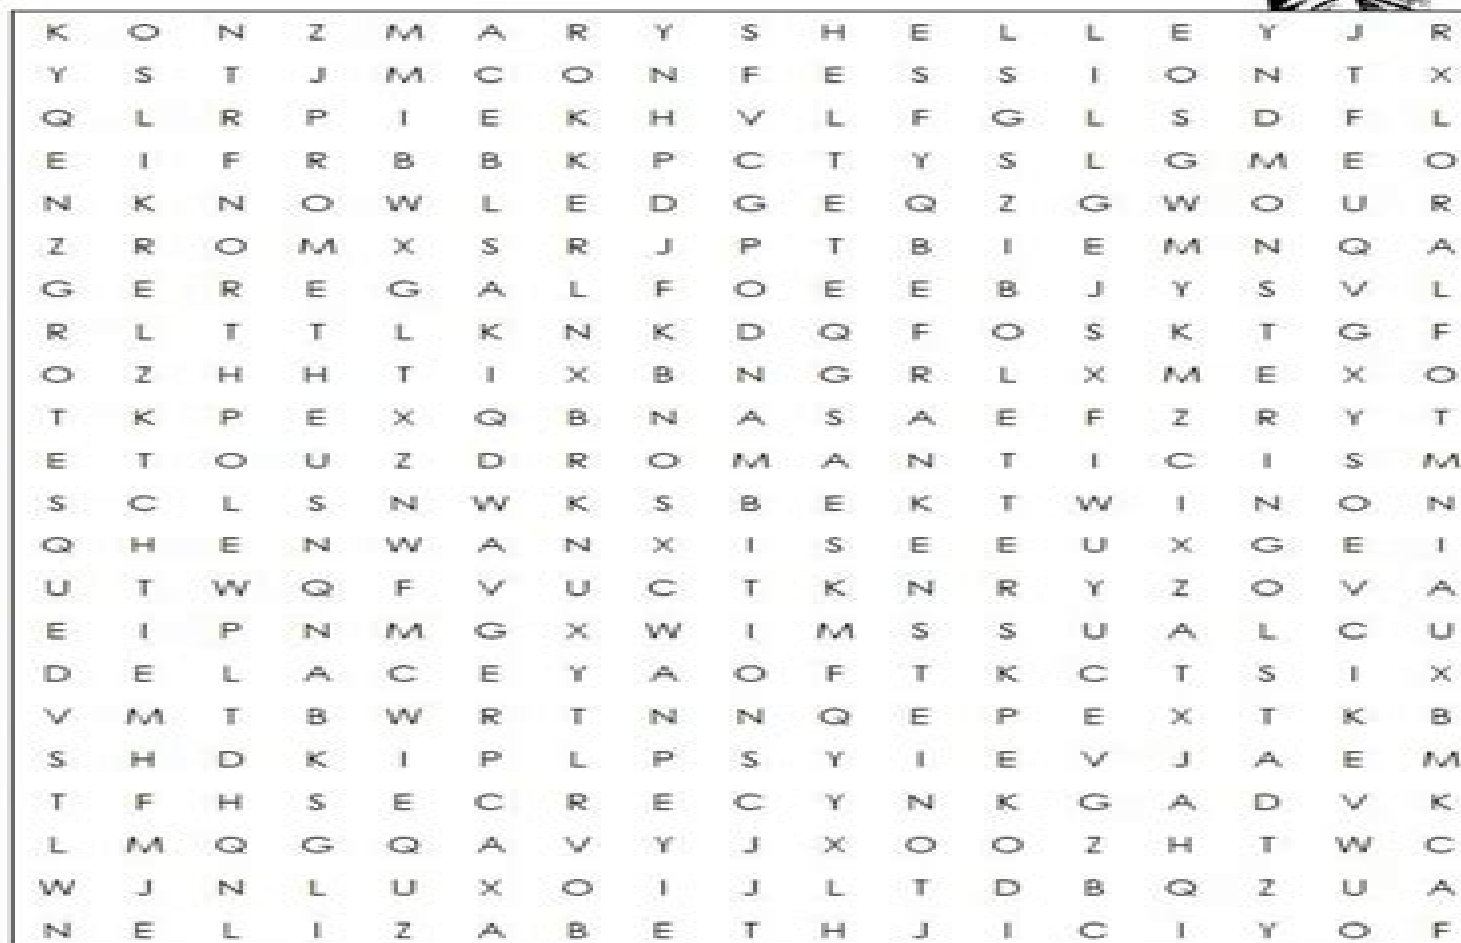 K O N Z M A R Y S H E L L E Y J R
Y S T J M C O N F E S S I O N T X
Q L R P I E K H V L F G L S D F L
E I F R B B K P C T Y S L G M E O
N K N O W L E D G E Q Z G W O U R
Z R O M X S R J P T B I E M N Q A
G E R E G A L F O E E B J Y S V L
R L T T L K N K D Q F O S K T G F
O Z H H T I X B N G R L X M E X O
T K P E X Q B N A S A E F Z R Y T
E T O U Z D R O M A N T I C I S M
S C L S N W K S B E K T W I N O N
Q H E N W A N X I S E E U X G E I
U T W Q F V U C T K N R Y Z O V A
E I P N M G X W I M S S U A L C U
D E L A C E Y A O F T K C T S I X
V M T B W R T N N Q E P E X T K B
S H D K I P L P S Y I E V J A E M
T F H S E C R E C Y N K G A D V K
L M Q G Q A V Y J X O O Z H T W C
W J N L U X O I J L T D B Q Z U A
N E L I Z A B E T H J I C I Y O F